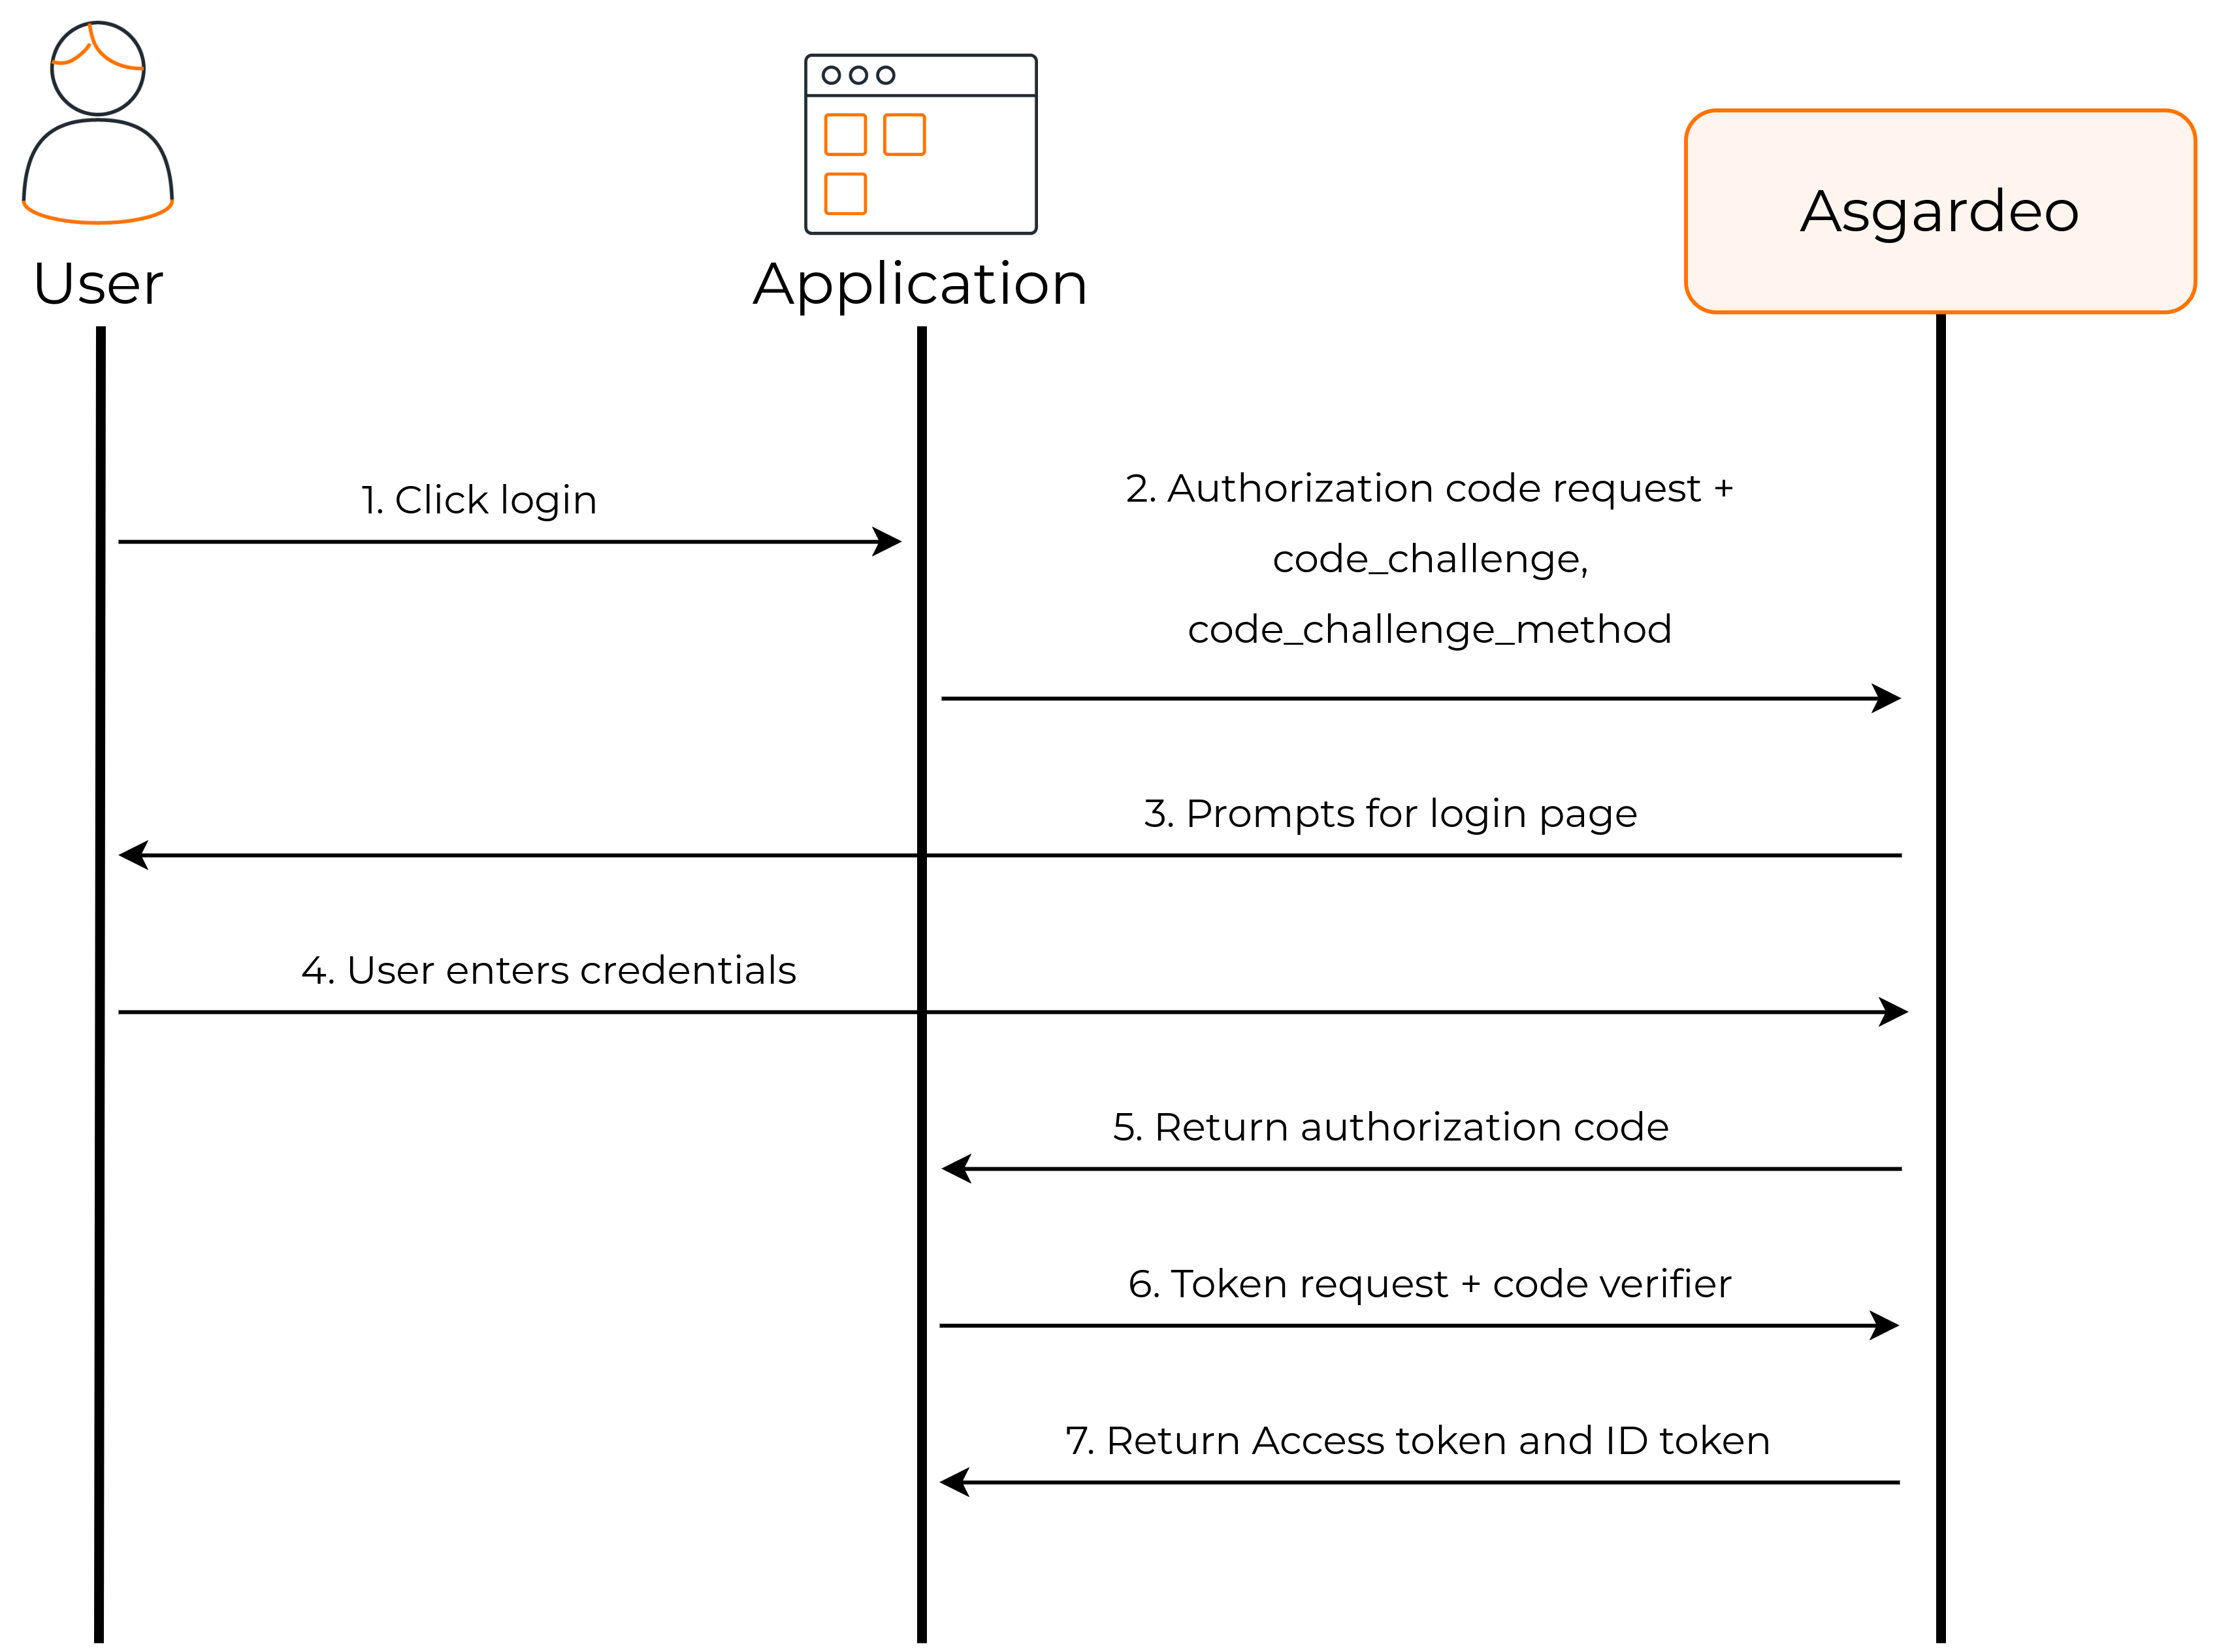 User
Application
Asgardeo
1. Click login
2. Authorization code request +
code_challenge,
code_challenge_method
3. Prompts for login page
4. User enters credentials
5. Return authorization code
6. Token request + code verifier
7. Return Access token and ID token